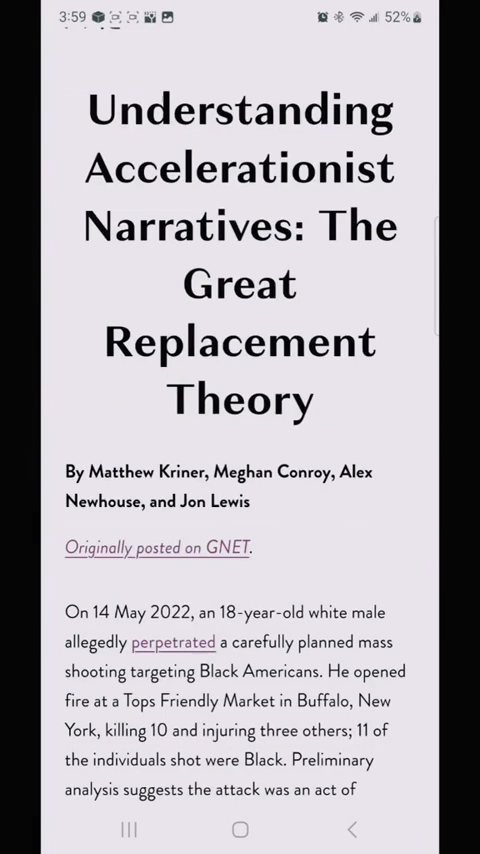 3:59
52%
Understanding
Accelerationist
Narratives: The
Great
Replacement
Theory
By Matthew Kriner, Meghan Conroy, Alex
Newhouse, and Jon Lewis
Originally posted on GNET.
On 14 May 2022, an 18-year-old white male
allegedly perpetrated a carefully planned mass
shooting targeting Black Americans. He opened
fire at a Tops Friendly Market in Buffalo, New
York, killing 10 and injuring three others; 11 of
the individuals shot were Black. Preliminary
analysis suggests the attack was an act of